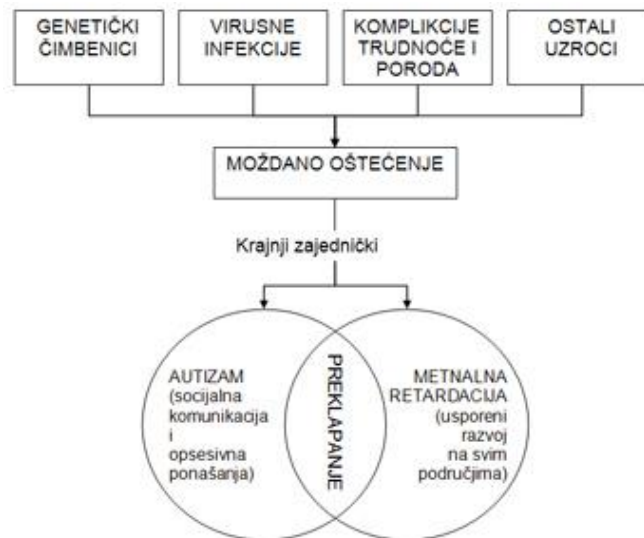 GENETIČKI
ČIMBENICI
VIRUSNE
INFEKCIJE
KOMPLIKCIJE
TRUDNOĆE I
PORODA
OSTALI
UZROCI
MOŽDANO OŠTEĆENJE
Krajnji zajednički
AUTIZAM
(socijalna
komunikacija
i
opsesivna
ponašanja)
PREKLAPANJE
METNALNA
RETARDACIJA
(usporeni
razvoj
na svim
područjima)